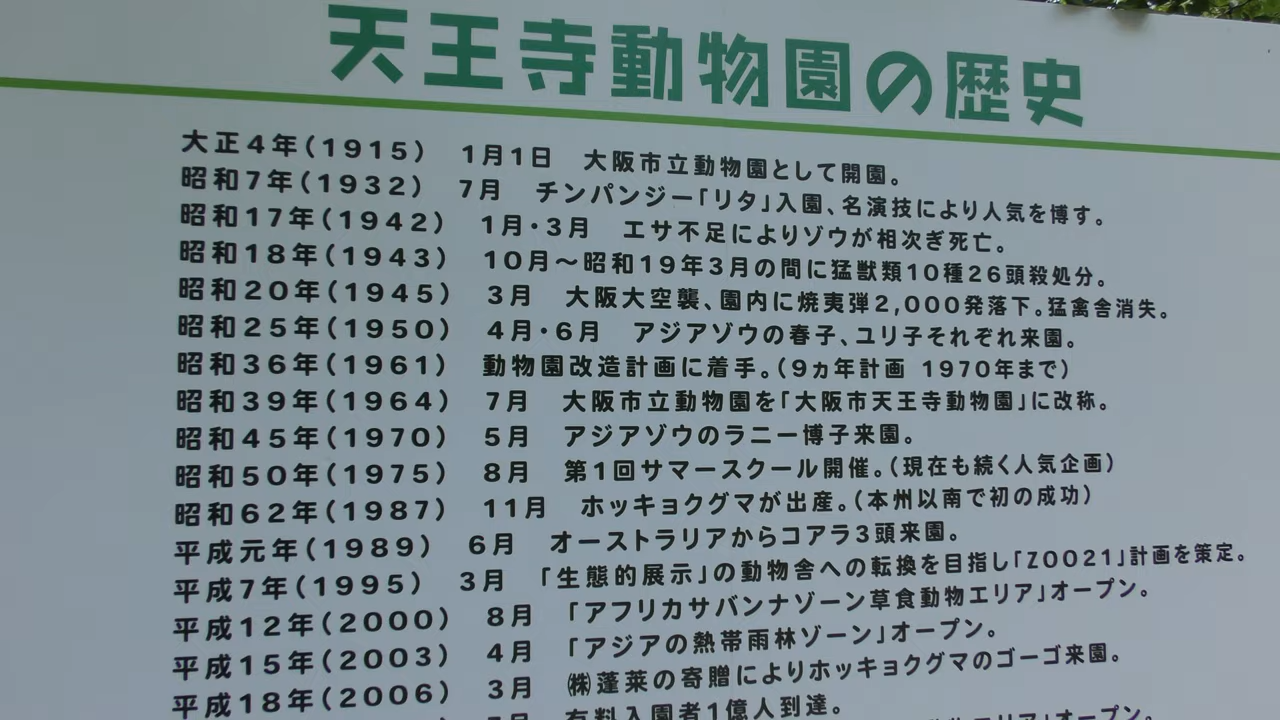 天王寺動物園の歴史
大正4年(1915) 1月1日 大阪市立動物園として開園。
昭和7年(1932) 7月 チンパンジー「リタ」入園、名演技により人気を博す。
昭和17年(1942) 1月・3月 エサ不足によりゾウが相次ぎ死亡。
昭和18年(1943) 10月〜昭和19年3月の間に猛獣類10種26頭殺処分。
昭和20年(1945) 3月 大阪大空襲、園内に焼夷弾2,000発落下。猛禽舎消失。
昭和25年(1950) 4月・6月 アジアゾウの春子、ユリ子それぞれ来園。
昭和36年(1961) 動物園改造計画に着手。(9ヵ年計画 1970年まで)
昭和39年(1964) 7月 大阪市立動物園を「大阪市天王寺動物園」に改称。
昭和45年(1970) 5月 アジアゾウのラニー博子来園。
昭和50年(1975) 8月 第1回サマースクール開催。(現在も続く人気企画)
昭和62年(1987) 11月 ホッキョクグマが出産。(本州以南で初の成功)
平成元年(1989) 6月 オーストラリアからコアラ3頭来園。
平成7年(1995) 3月 「生態的展示」の動物舎への転換を目指し「ZOO21」計画を策定。
平成12年(2000) 8月 「アフリカサバンナゾーン草食動物エリア」オープン。
平成15年(2003) 4月 「アジアの熱帯雨林ゾーン」オープン。
平成18年(2006) 3月 ㈱蓬莱の寄贈によりホッキョクグマのゴーゴ来園。
有料入園者1億人到達。
エリア」オープン。